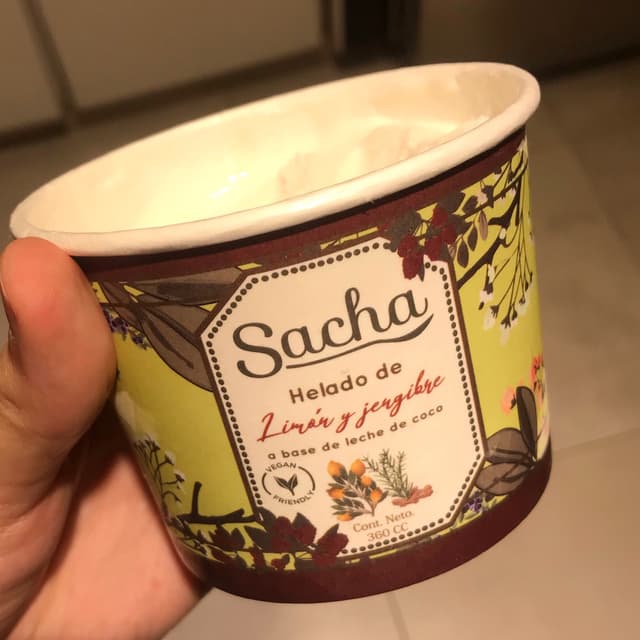 Sacha
Helado de
Limón y jengibre
a base de leche de coco
VEGAN
FRIENDLY
Cont. Neto.
360 CC